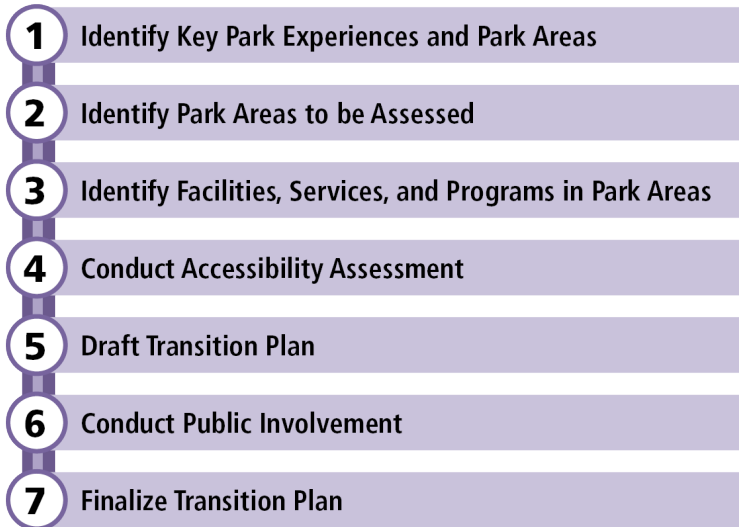 1 Identify Key Park Experiences and Park Areas
2 Identify Park Areas to be Assessed
3 Identify Facilities, Services, and Programs in Park Areas
4 Conduct Accessibility Assessment
5 Draft Transition Plan
6 Conduct Public Involvement
7 Finalize Transition Plan